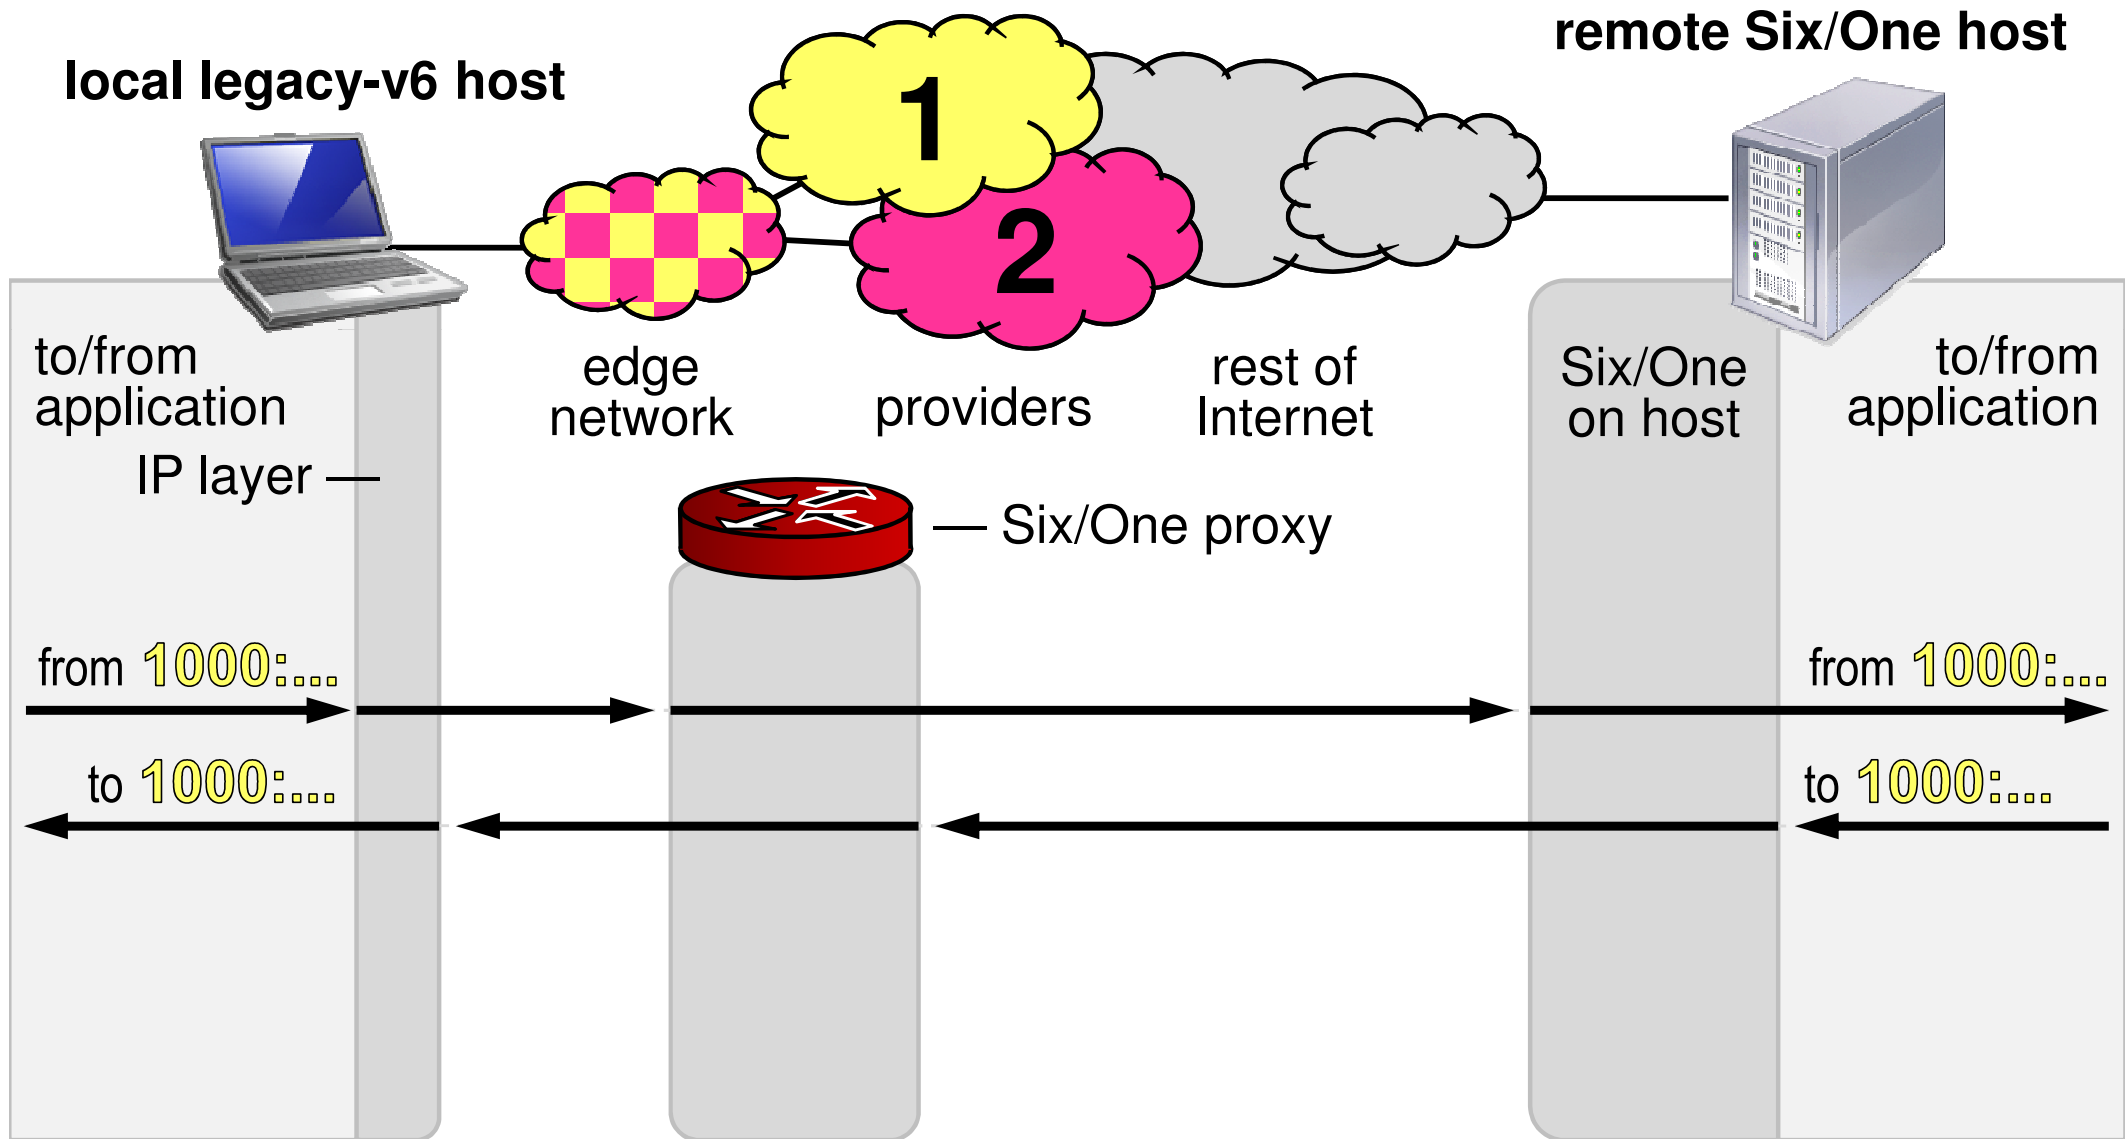 remote Six/One host
local legacy-v6 host
1
2
to/from
application
IP layer
edge
network
providers
rest of
Internet
Six/One
on host
to/from
application
Six/One proxy
from 1000:...
from 1000:...
to 1000:...
to 1000:...